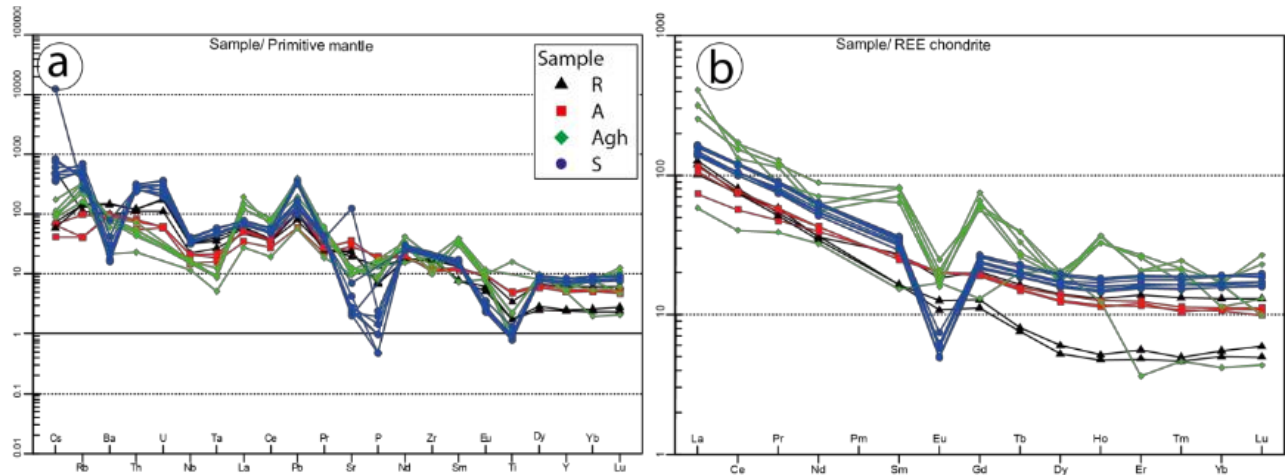 a
Sample/ Primitive mantle
100000
10000
1000
100
10
1
0.1
0.01
Sample
R
A
Agh
S
Cs Ba U Ta Ce Pr P Zr Eu Dy Yb
Rb Th Nb La Pb Sr Nd Sm Ti Y Lu
b
Sample/ REE chondrite
1000
100
10
1
La Pr Pm Eu Tb Ho Tm Lu
Ce Nd Sm Gd Dy Er Yb